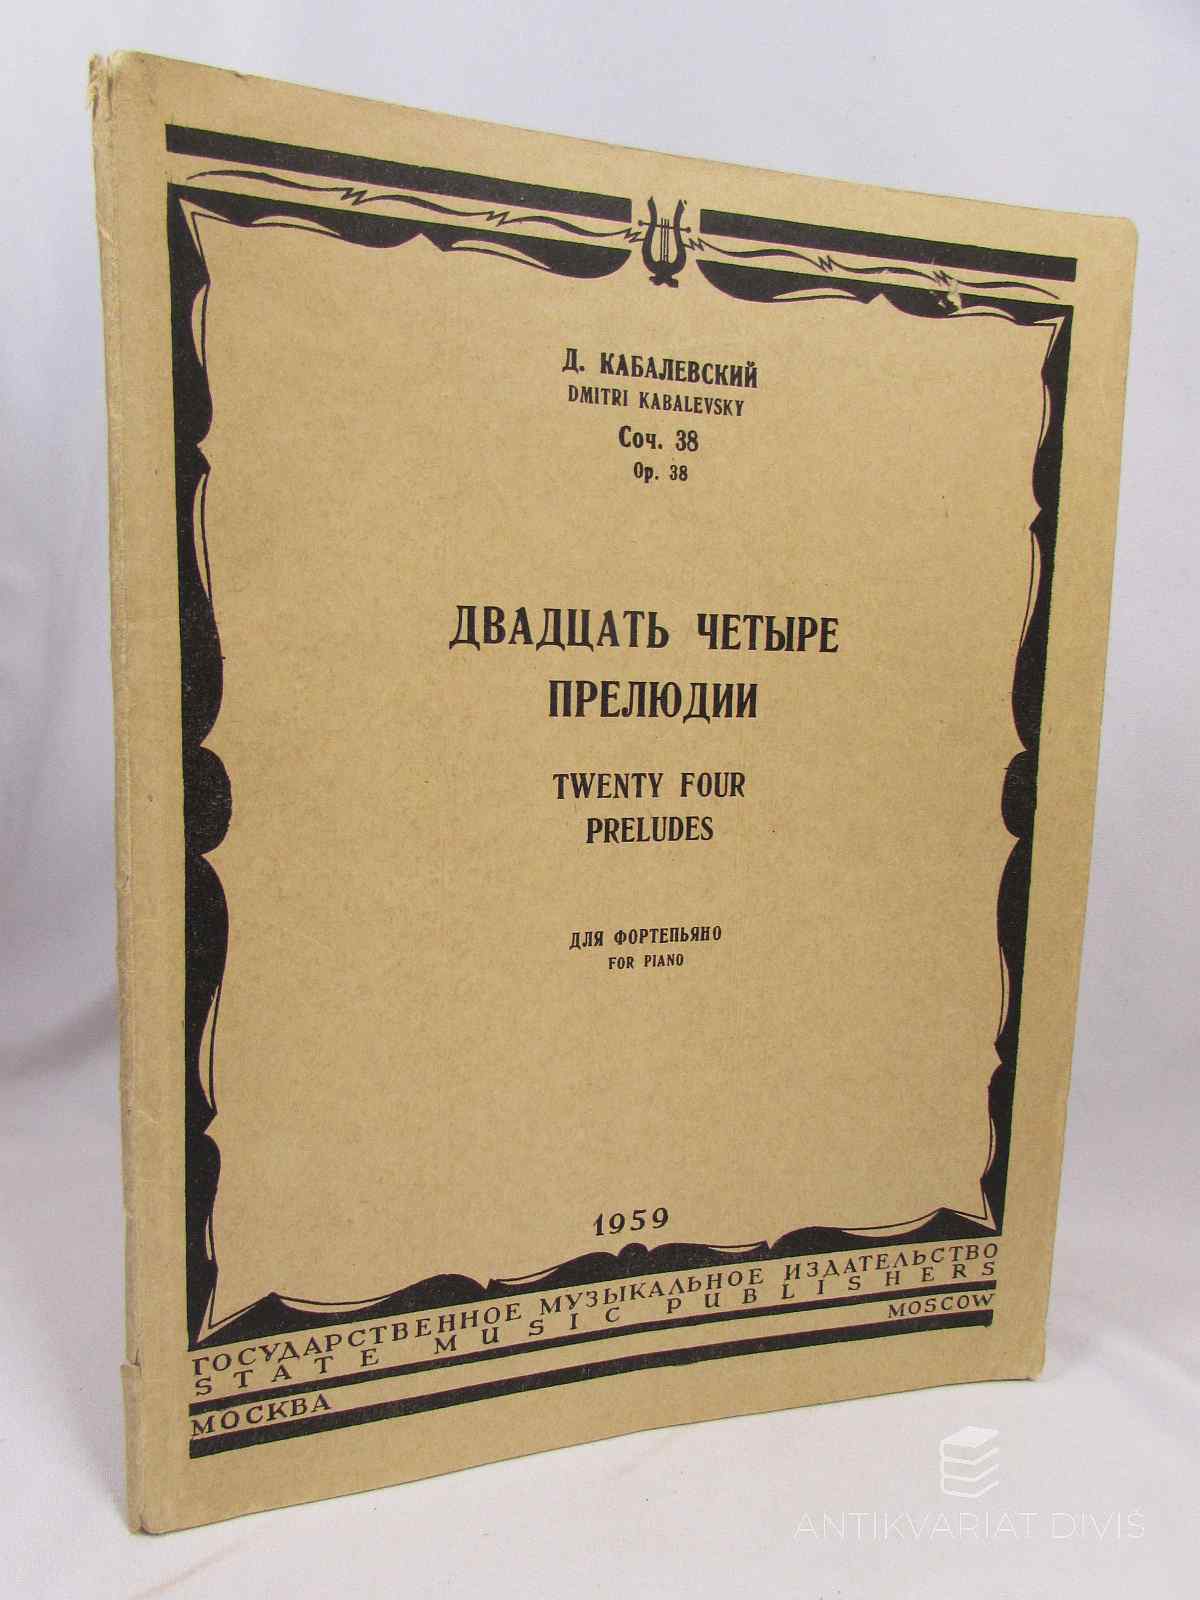 Д. КАБАЛЕВСКИЙ
DMITRI KABALEVSKY
Соч. 38
Op. 38
ДВАДЦАТЬ ЧЕТЫРЕ
ПРЕЛЮДИИ
TWENTY FOUR
PRELUDES
ДЛЯ ФОРТЕПЬЯНО
FOR PIANO
1959
ГОСУДАРСТВЕННОЕ МУЗЫКАЛЬНОЕ ИЗДАТЕЛЬСТВО
STATE MUSIC PUBLISHERS
МОСКВА MOSCOW
ANTIKVARIAT DIVIŠ